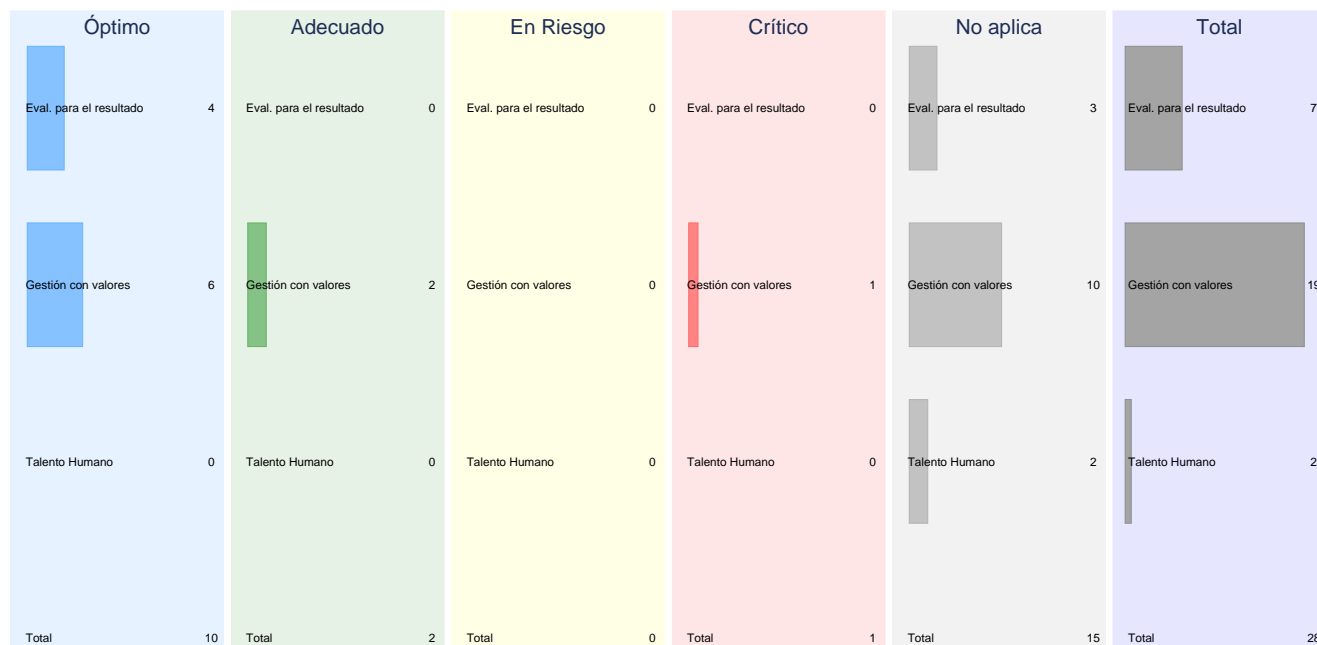 Óptimo Adecuado En Riesgo Crítico No aplica Total
Eval. para el resultado 4 Eval. para el resultado 0 Eval. para el resultado 0 Eval. para el resultado 0 Eval. para el resultado 3 Eval. para el resultado 7
Gestión con valores 6 Gestión con valores 2 Gestión con valores 0 Gestión con valores 1 Gestión con valores 10 Gestión con valores 19
Talento Humano 0 Talento Humano 0 Talento Humano 0 Talento Humano 0 Talento Humano 2 Talento Humano 2
Total 10 Total 2 Total 0 Total 1 Total 15 Total 28